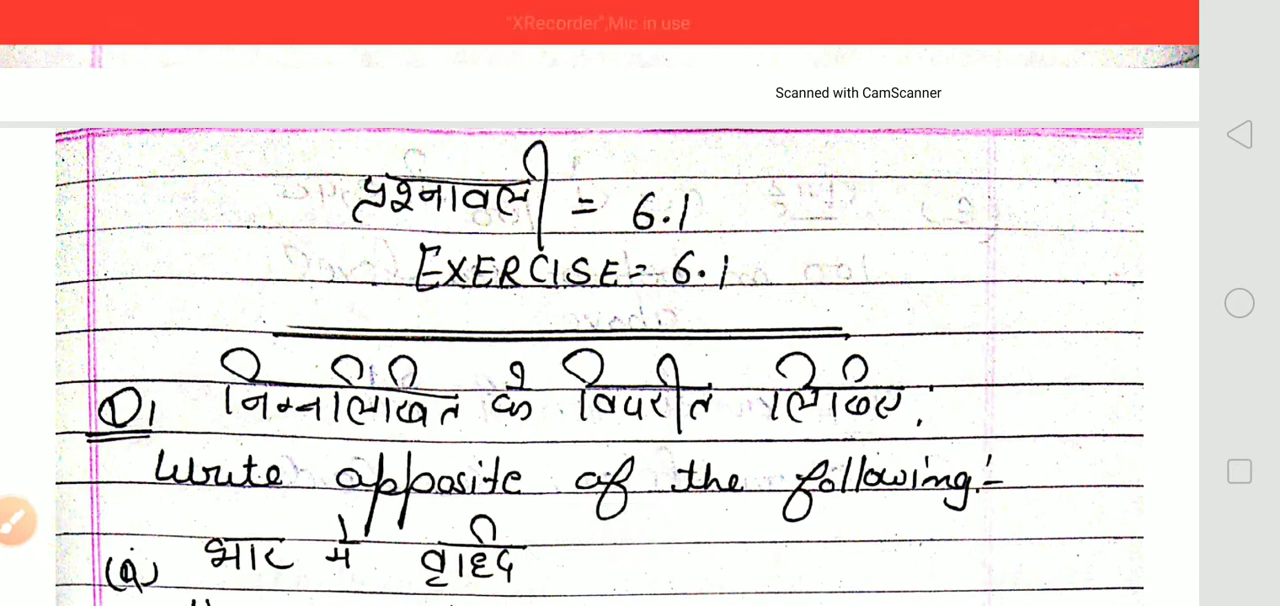 "XRecorder",Mic in use
Scanned with CamScanner
प्रश्नावली = 6.1
EXERCISE = 6.1
Q1 निम्नलिखित के विपरीत लिखिए:
Write opposite of the following:-
(a) भार में वृद्धि